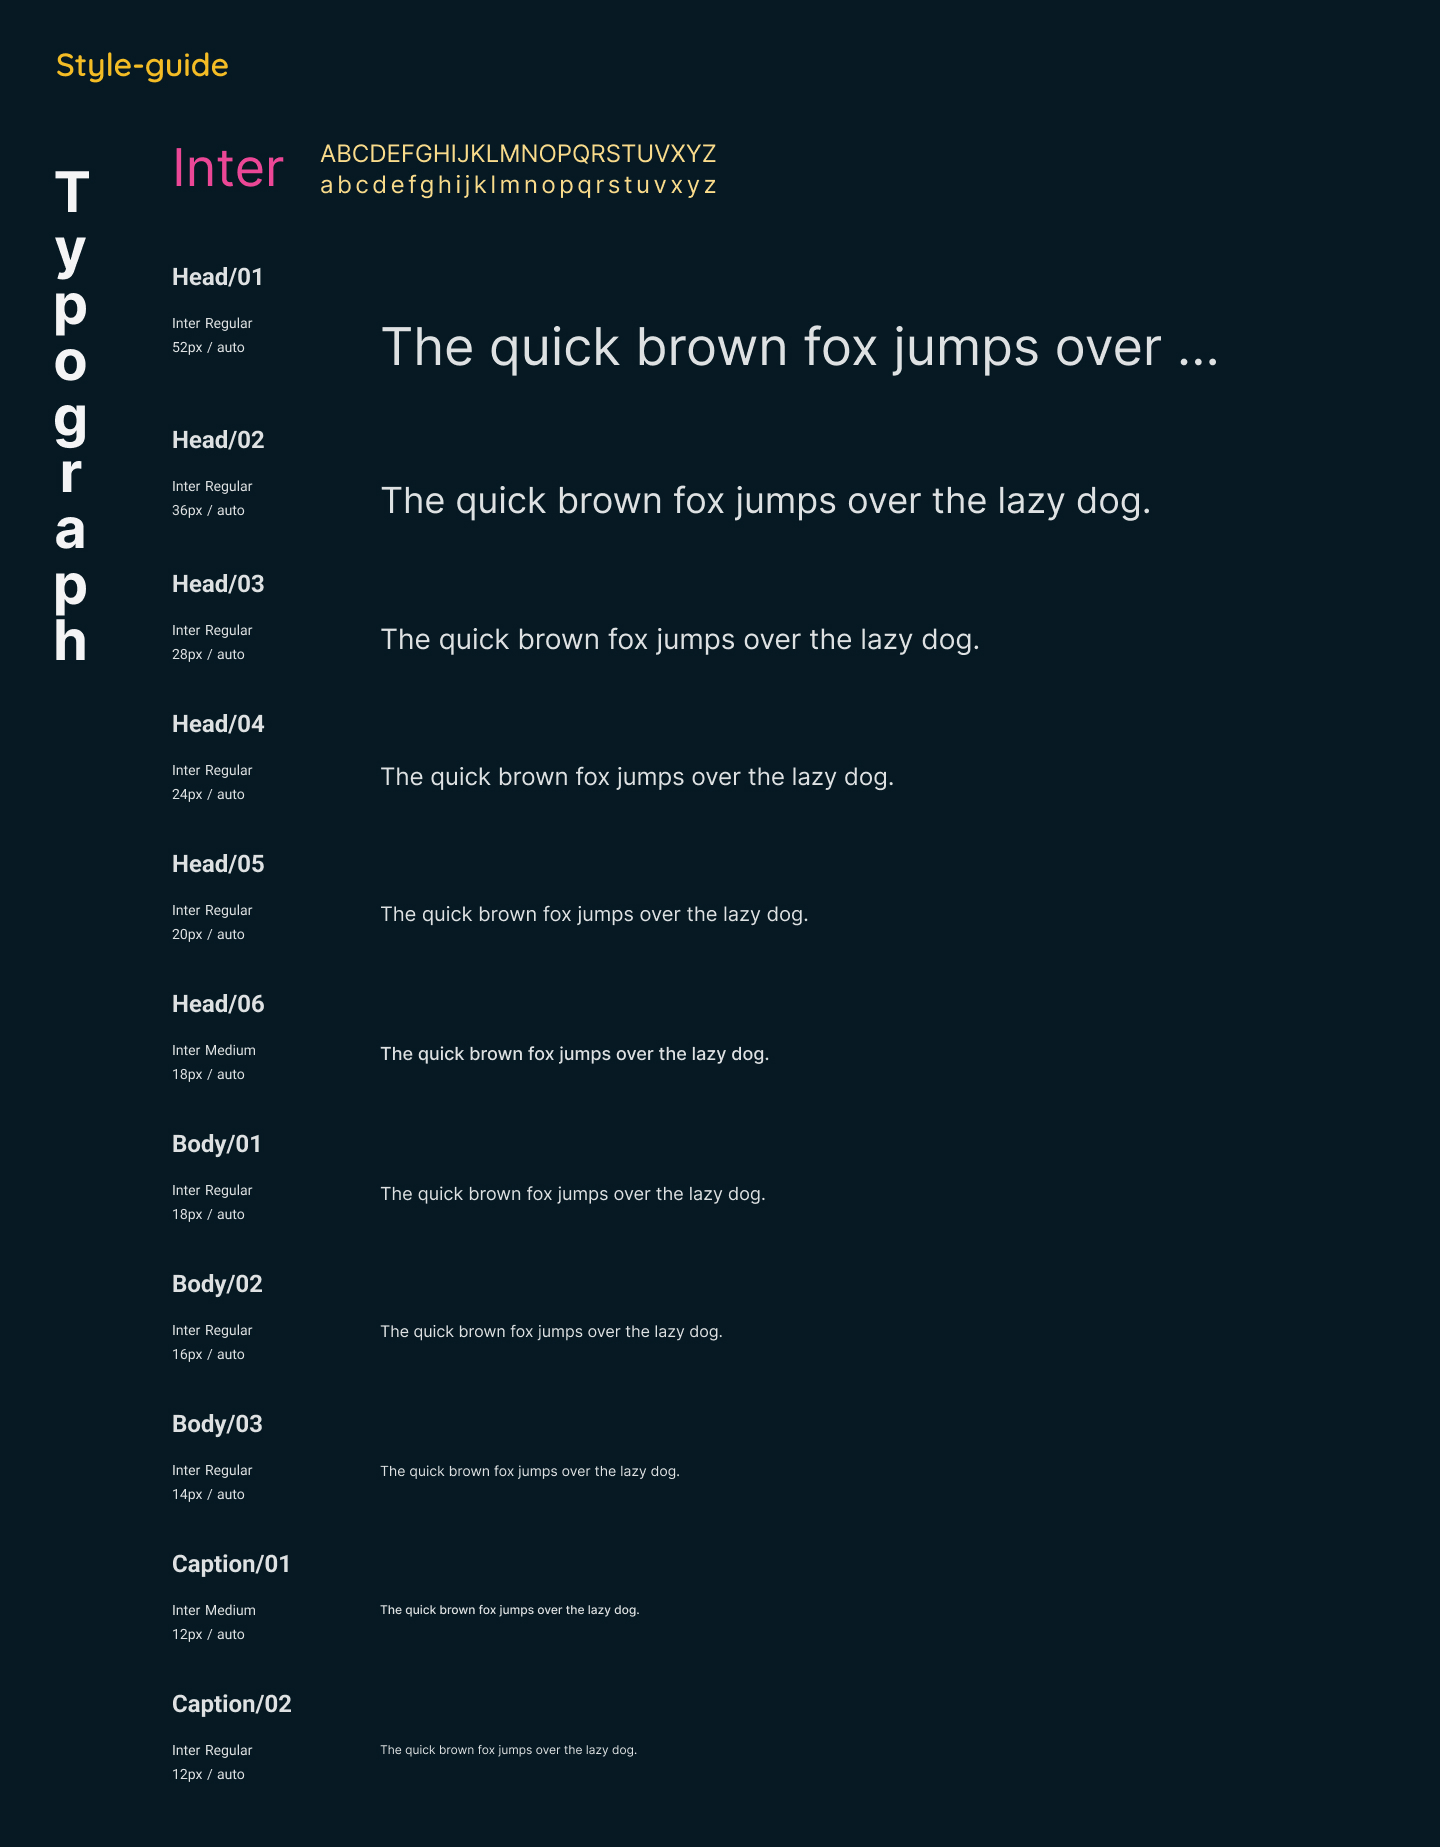 Style-guide
Typograph
Inter
ABCDEFGHIJKLMNOPQRSTUVXYZ
abcdefghijklmnopqrstuvxyz
Head/01
Inter Regular
52px / auto
The quick brown fox jumps over ...
Head/02
Inter Regular
36px / auto
The quick brown fox jumps over the lazy dog.
Head/03
Inter Regular
28px / auto
The quick brown fox jumps over the lazy dog.
Head/04
Inter Regular
24px / auto
The quick brown fox jumps over the lazy dog.
Head/05
Inter Regular
20px / auto
The quick brown fox jumps over the lazy dog.
Head/06
Inter Medium
18px / auto
The quick brown fox jumps over the lazy dog.
Body/01
Inter Regular
18px / auto
The quick brown fox jumps over the lazy dog.
Body/02
Inter Regular
16px / auto
The quick brown fox jumps over the lazy dog.
Body/03
Inter Regular
14px / auto
The quick brown fox jumps over the lazy dog.
Caption/01
Inter Medium
12px / auto
The quick brown fox jumps over the lazy dog.
Caption/02
Inter Regular
12px / auto
The quick brown fox jumps over the lazy dog.